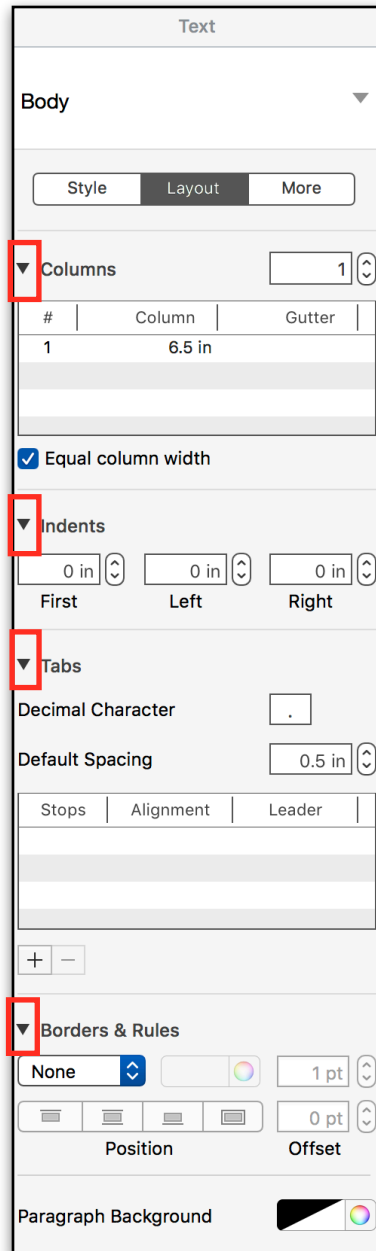 Text
Body
Style Layout More
Columns 1
# Column Gutter
1 6.5 in
Equal column width
Indents
0 in 0 in 0 in
First Left Right
Tabs
Decimal Character .
Default Spacing 0.5 in
Stops Alignment Leader
+ −
Borders & Rules
None 1 pt
0 pt
Position Offset
Paragraph Background